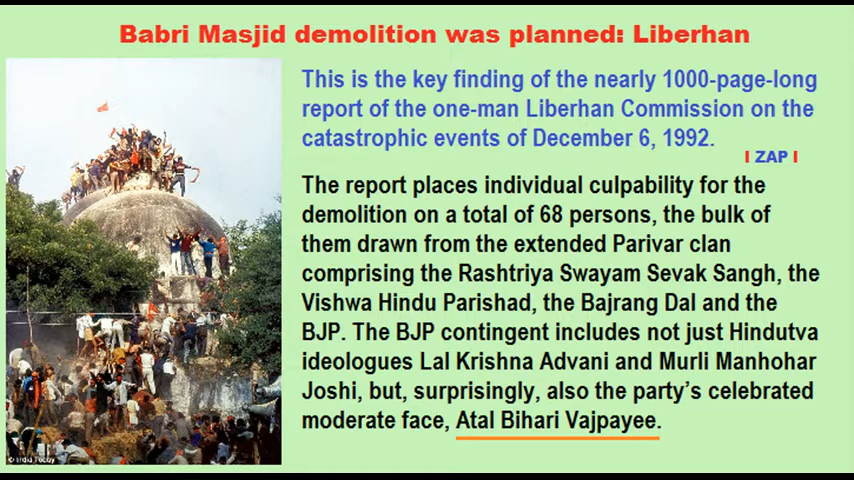 Babri Masjid demolition was planned: Liberhan
This is the key finding of the nearly 1000-page-long
report of the one-man Liberhan Commission on the
catastrophic events of December 6, 1992.
I ZAP I
The report places individual culpability for the
demolition on a total of 68 persons, the bulk of
them drawn from the extended Parivar clan
comprising the Rashtriya Swayam Sevak Sangh, the
Vishwa Hindu Parishad, the Bajrang Dal and the
BJP. The BJP contingent includes not just Hindutva
ideologues Lal Krishna Advani and Murli Manhohar
Joshi, but, surprisingly, also the party's celebrated
moderate face, Atal Bihari Vajpayee.
© India Today